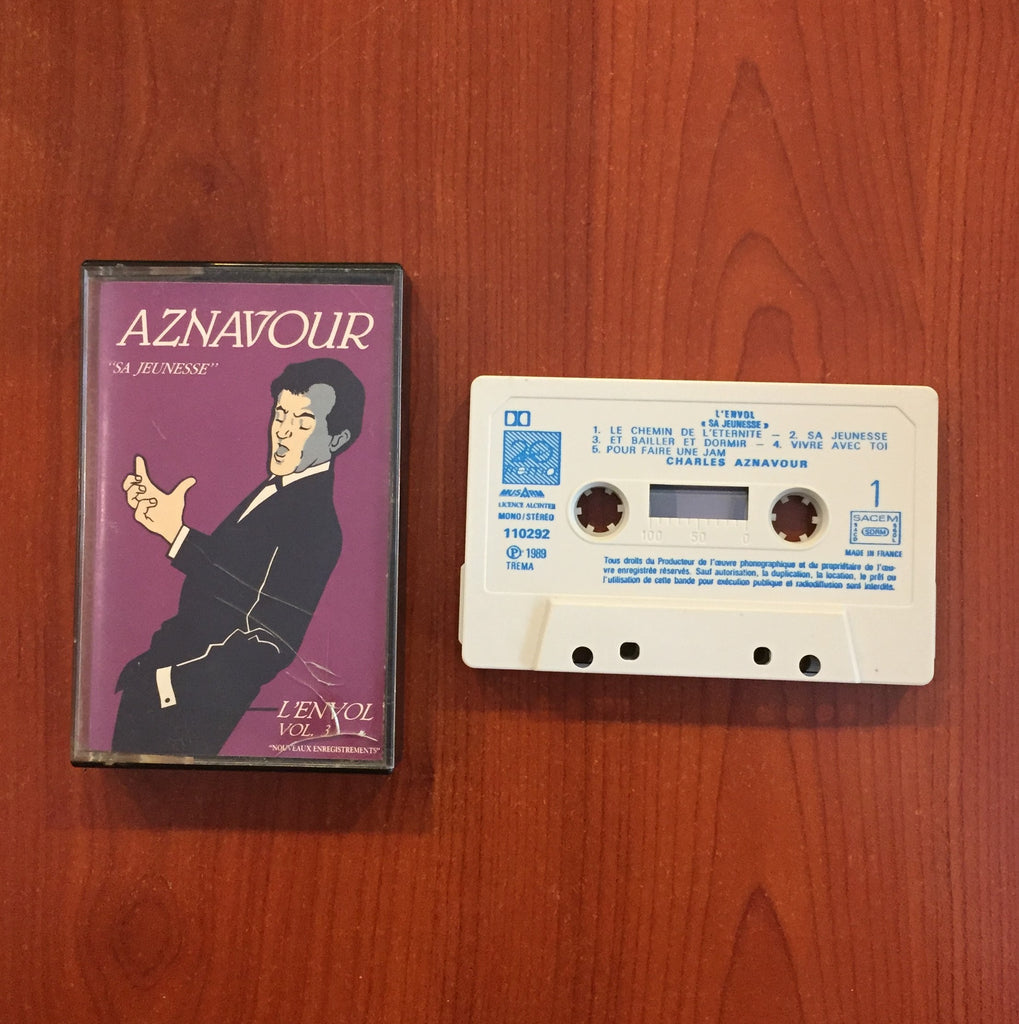 AZNAVOUR
"SA JEUNESSE"
L'ENVOL
VOL. 3
"NOUVEAUX ENREGISTREMENTS"
L'ENVOL
« SA JEUNESSE »
1. LE CHEMIN DE L'ETERNITE – 2. SA JEUNESSE
3. ET BAILLER ET DORMIR – 4. VIVRE AVEC TOI
5. POUR FAIRE UNE JAM
CHARLES AZNAVOUR
MUSARM
LICENCE ALCINTER
MONO/STÉRÉO
110292
Ⓟ 1989
TREMA
100 50 0
1
SACEM
SDRM
MADE IN FRANCE
Tous droits du Producteur de l'œuvre phonographique et du propriétaire de l'œu-
vre enregistrée réservés. Sauf autorisation, la duplication, la location, le prêt ou
l'utilisation de cette bande pour exécution publique et radiodiffusion sont interdits.